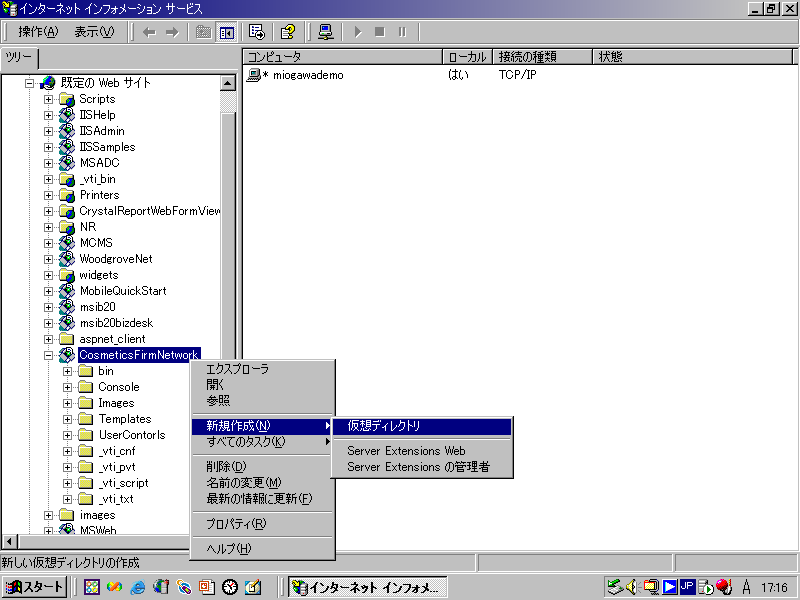 インターネット インフォメーション サービス
操作(A) 表示(V)
ツリー
コンピュータ ローカル 接続の種類 状態
* miogawademo はい TCP/IP
既定の Web サイト
Scripts
IISHelp
IISAdmin
IISSamples
MSADC
_vti_bin
Printers
CrystalReportWebFormView
NR
MCMS
WoodgroveNet
widgets
MobileQuickStart
msib20
msib20bizdesk
aspnet_client
CosmeticsFirmNetwork
bin
Console
Images
Templates
UserContorls
_vti_cnf
_vti_pvt
_vti_script
_vti_txt
images
MSWeb
エクスプローラ
開く
参照
新規作成(N)
すべてのタスク(K)
削除(D)
名前の変更(M)
最新の情報に更新(F)
プロパティ(R)
ヘルプ(H)
仮想ディレクトリ
Server Extensions Web
Server Extensions の管理者
新しい仮想ディレクトリの作成
スタート インターネット インフォメ... JP A 17:16